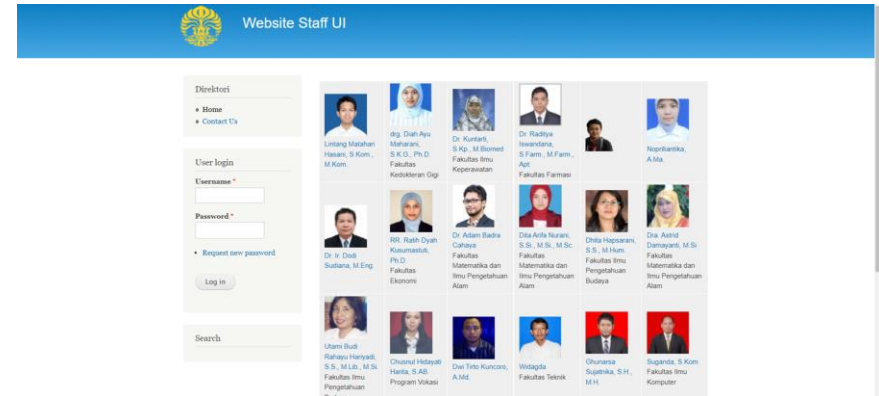 Website Staff UI
Direktori
Home
Contact Us
User login
Username *
Password *
Request new password
Log in
Search
Lintang Matahari
Hasani, S.Kom.,
M.Kom.
drg. Diah Ayu
Maharani,
S.K.G., Ph.D.
Fakultas
Kedokteran Gigi
Dr. Kuntarti,
S.Kp., M.Biomed
Fakultas Ilmu
Keperawatan
Dr. Raditya
Iswandana,
S.Farm., M.Farm.,
Apt.
Fakultas Farmasi
Nopriliantika,
A.Ma.
Dr. Ir. Dodi
Sudiana, M.Eng
RR. Ratih Dyah
Kusumastuti,
Ph.D.
Fakultas
Ekonomi
Dr. Adam Badra
Cahaya
Fakultas
Matematika dan
Ilmu Pengetahuan
Alam
Dita Arifa Nurani,
S.Si., M.Si., M.Sc.
Fakultas
Matematika dan
Ilmu Pengetahuan
Alam
Dhita Hapsarani,
S.S., M.Hum.
Fakultas Ilmu
Pengetahuan
Budaya
Dra. Astrid
Damayanti, M.Si
Fakultas
Matematika dan
Ilmu Pengetahuan
Alam
Utami Budi
Rahayu Hariyadi,
S.S., M.Lib., M.Si.
Fakultas Ilmu
Pengetahuan
Chusnul Hidayati
Hanta, S.AB.
Program Vokasi
Dwi Tirto Kuncoro,
A.Md.
Widagda
Fakultas Teknik
Ghunarsa
Sujatnika, S.H.,
M.H.
Suganda, S.Kom
Fakultas Ilmu
Komputer